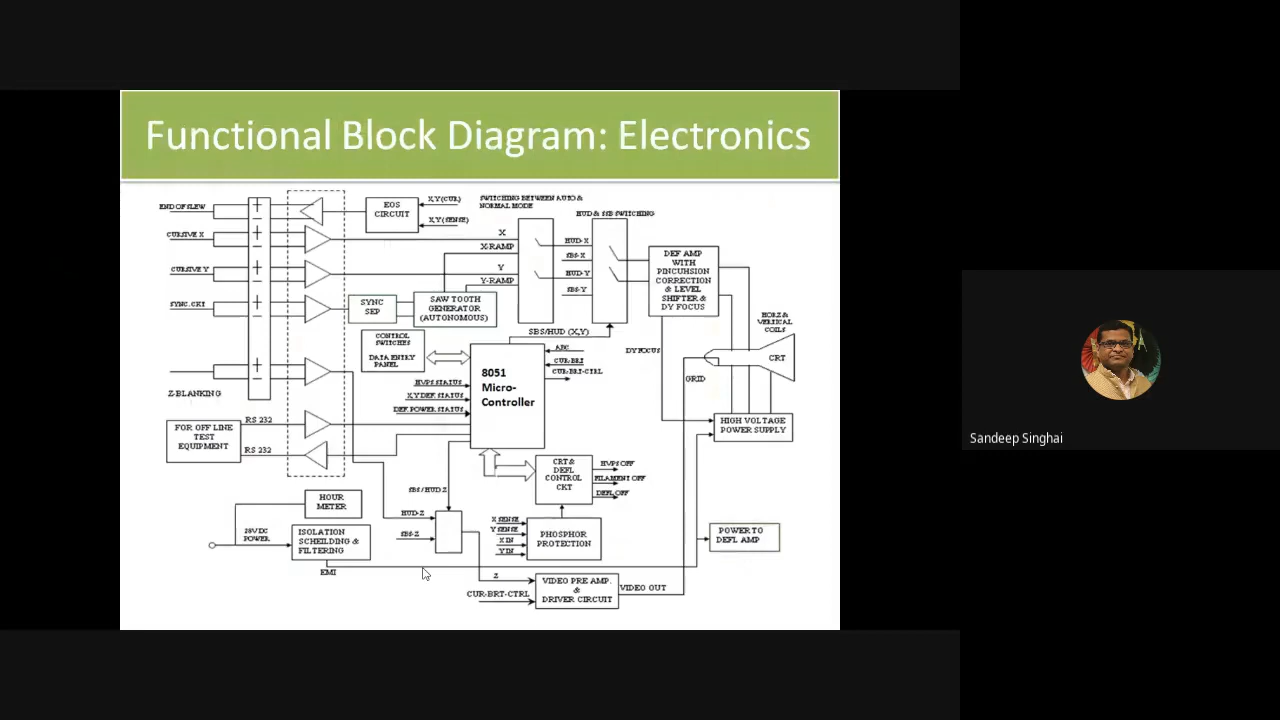 Functional Block Diagram: Electronics
END OF SLEW
EOS
CIRCUIT
X,Y(CUR)
X,Y(SENSE)
SWITCHING BETWEEN AUTO &
NORMAL MODE
HUD & SSB SWITCHING
CURSIVE X
X
X-RAMP
HUD-X
SBS-X
CURSIVE Y
Y
Y-RAMP
HUD-Y
SBS-Y
DEF AMP
WITH
PINCUHSION
CORRECTION
& LEVEL
SHIFTER &
DY FOCUS
SYNC.CKT
SYNC
SEP
SAW TOOTH
GENERATOR
(AUTONOMOUS)
HORZ &
VERTICAL
COILS
SBS/HUD (X,Y)
CONTROL
SWITCHES
DATA ENTRY
PANEL
DYFOCUS
CRT
GRID
8051
Micro-
Controller
ABC
CUR-BRI
CUR-BRT-CTRL
Z-BLANKING
HVPS STATUS
X,Y DEF STATUS
DEF. POWER STATUS
HIGH VOLTAGE
POWER SUPPLY
FOR OFF LINE
TEST
EQUIPMENT
RS 232
RS 232
CRT &
DEFL
CONTROL
CKT
HVPS OFF
FILAMENT OFF
DEFL OFF
SBS/HUD Z
HOUR
METER
HUD-Z
SBS-Z
28V DC
POWER
ISOLATION
SCHEILDING &
FILTERING
EMI
X SENSE
Y SENSE
X IN
Y IN
PHOSPHOR
PROTECTION
POWER TO
DEFL AMP
Z
CUR-BRT-CTRL
VIDEO PRE AMP.
&
DRIVER CIRCUIT
VIDEO OUT
Sandeep Singhai